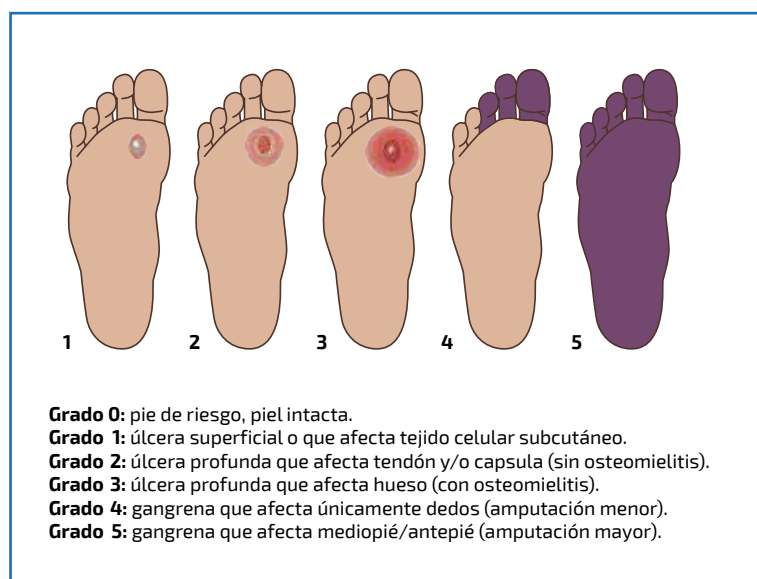 1 2 3 4 5
Grado 0: pie de riesgo, piel intacta.
Grado 1: úlcera superficial o que afecta tejido celular subcutáneo.
Grado 2: úlcera profunda que afecta tendón y/o capsula (sin osteomielitis).
Grado 3: úlcera profunda que afecta hueso (con osteomielitis).
Grado 4: gangrena que afecta únicamente dedos (amputación menor).
Grado 5: gangrena que afecta mediopié/antepié (amputación mayor).